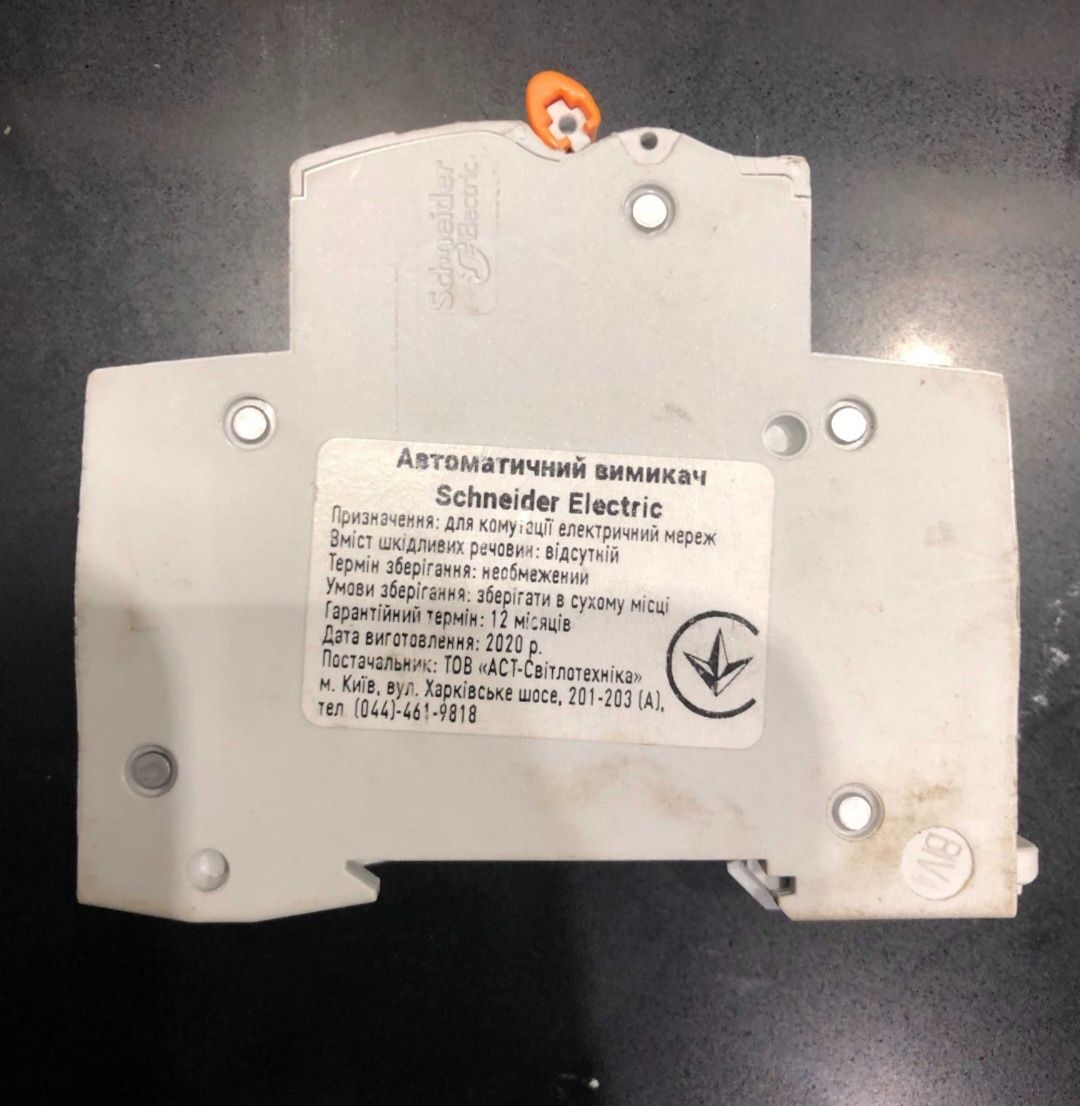 Schneider
Electric
Автоматичний вимикач
Schneider Electric
Призначення: для комутації електричний мереж
Зміст шкідливих речовин: відсутній
Термін зберігання: необмежений
Умови зберігання: зберігати в сухому місці
Гарантійний термін: 12 місяців
Дата виготовлення: 2020 р.
Постачальник: ТОВ «АСТ-Світлотехніка»
м. Київ, вул. Харківське шосе, 201-203 (А),
тел (044)-461-9818